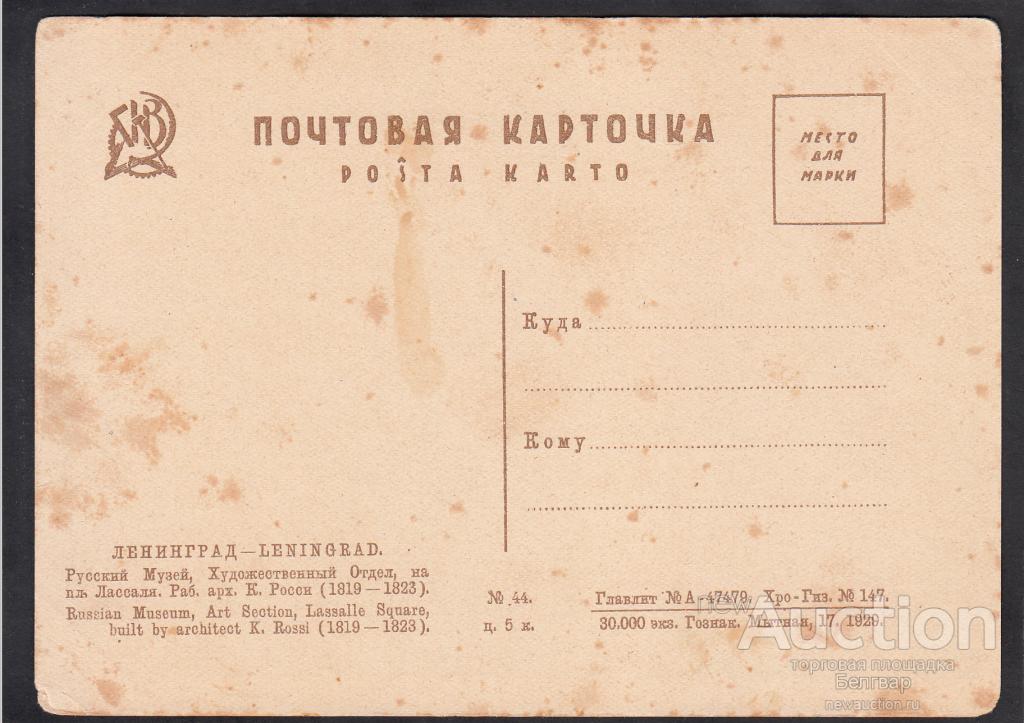 ПОЧТОВАЯ КАРТОЧКА
POŜTA KARTO
МЕСТО
ДЛЯ
МАРКИ
Куда
Кому
ЛЕНИНГРАД — LENINGRAD.
Русский Музей, Художественный Отдел, на
пл. Лассаля. Раб. арх. К. Росси (1819 — 1823).
Russian Museum, Art Section, Lassalle Square,
built by architect K. Rossi (1819 — 1823).
№ 44.
ц. 5 к.
Главлит № А-47479. Хро-Гиз. № 147.
30.000 экз. Гознак. Мытная, 17. 1929.
newAuction
торговая площадка
Белгвар
newauction.ru